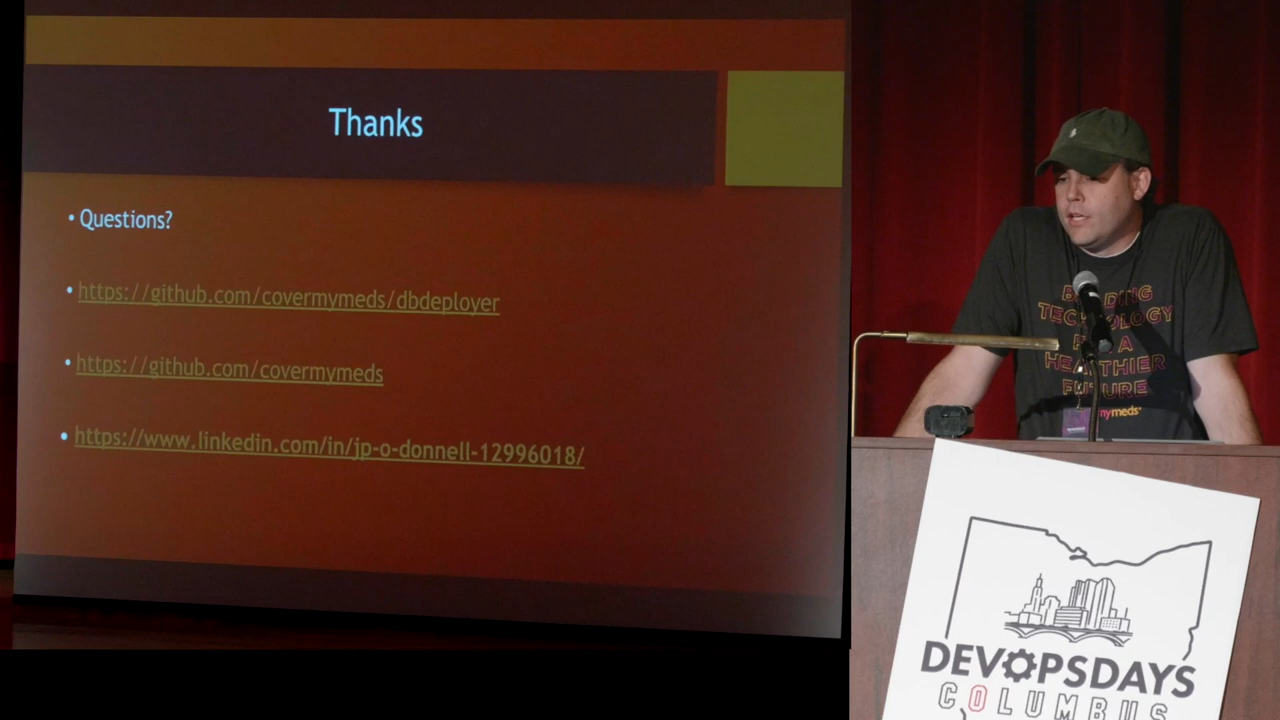 Thanks
• Questions?
• https://github.com/covermymeds/dbdeployer
• https://github.com/covermymeds
• https://www.linkedin.com/in/jp-o-donnell-12996018/
TECHNOLOGY
A
HEALTHIER
FUTURE
mymeds
DEVOPSDAYS
COLUMBUS